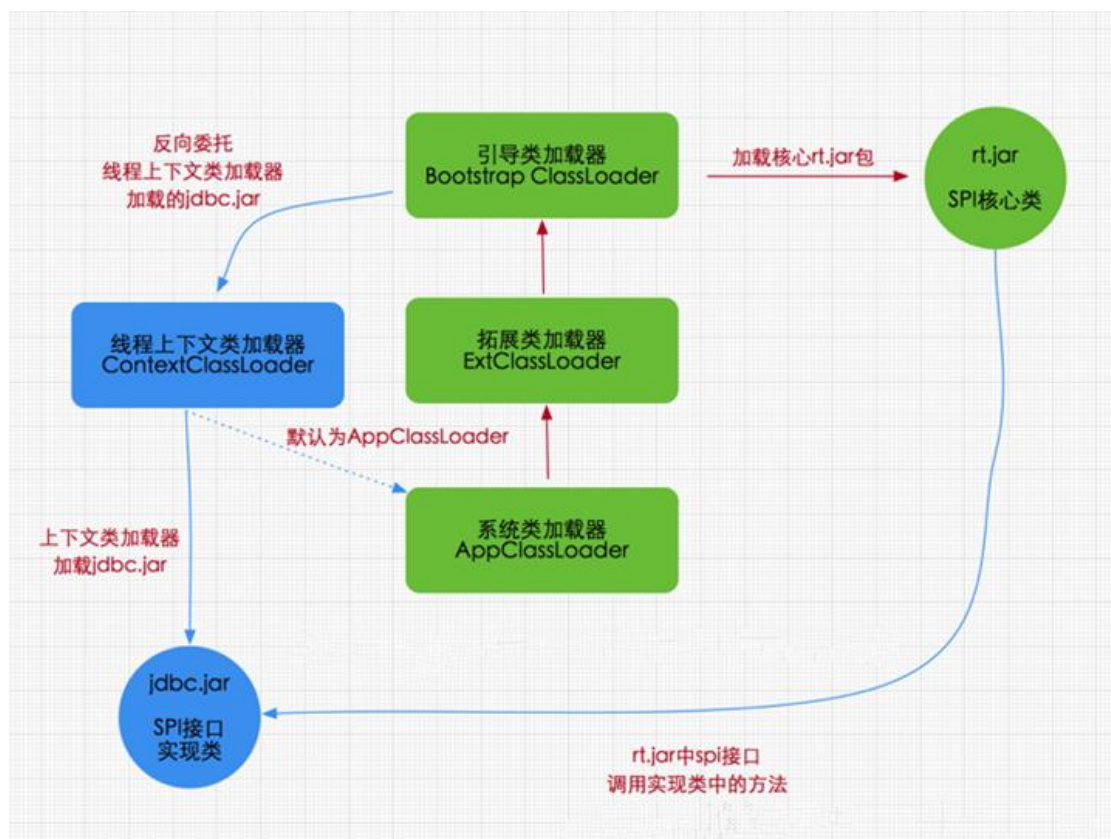 反向委托
线程上下文类加载器
加载的jdbc.jar
引导类加载器
Bootstrap ClassLoader
加载核心rt.jar包
rt.jar
SPI核心类
线程上下文类加载器
ContextClassLoader
拓展类加载器
ExtClassLoader
默认为AppClassLoader
系统类加载器
AppClassLoader
上下文类加载器
加载jdbc.jar
jdbc.jar
SPI接口
实现类
rt.jar中spi接口
调用实现类中的方法